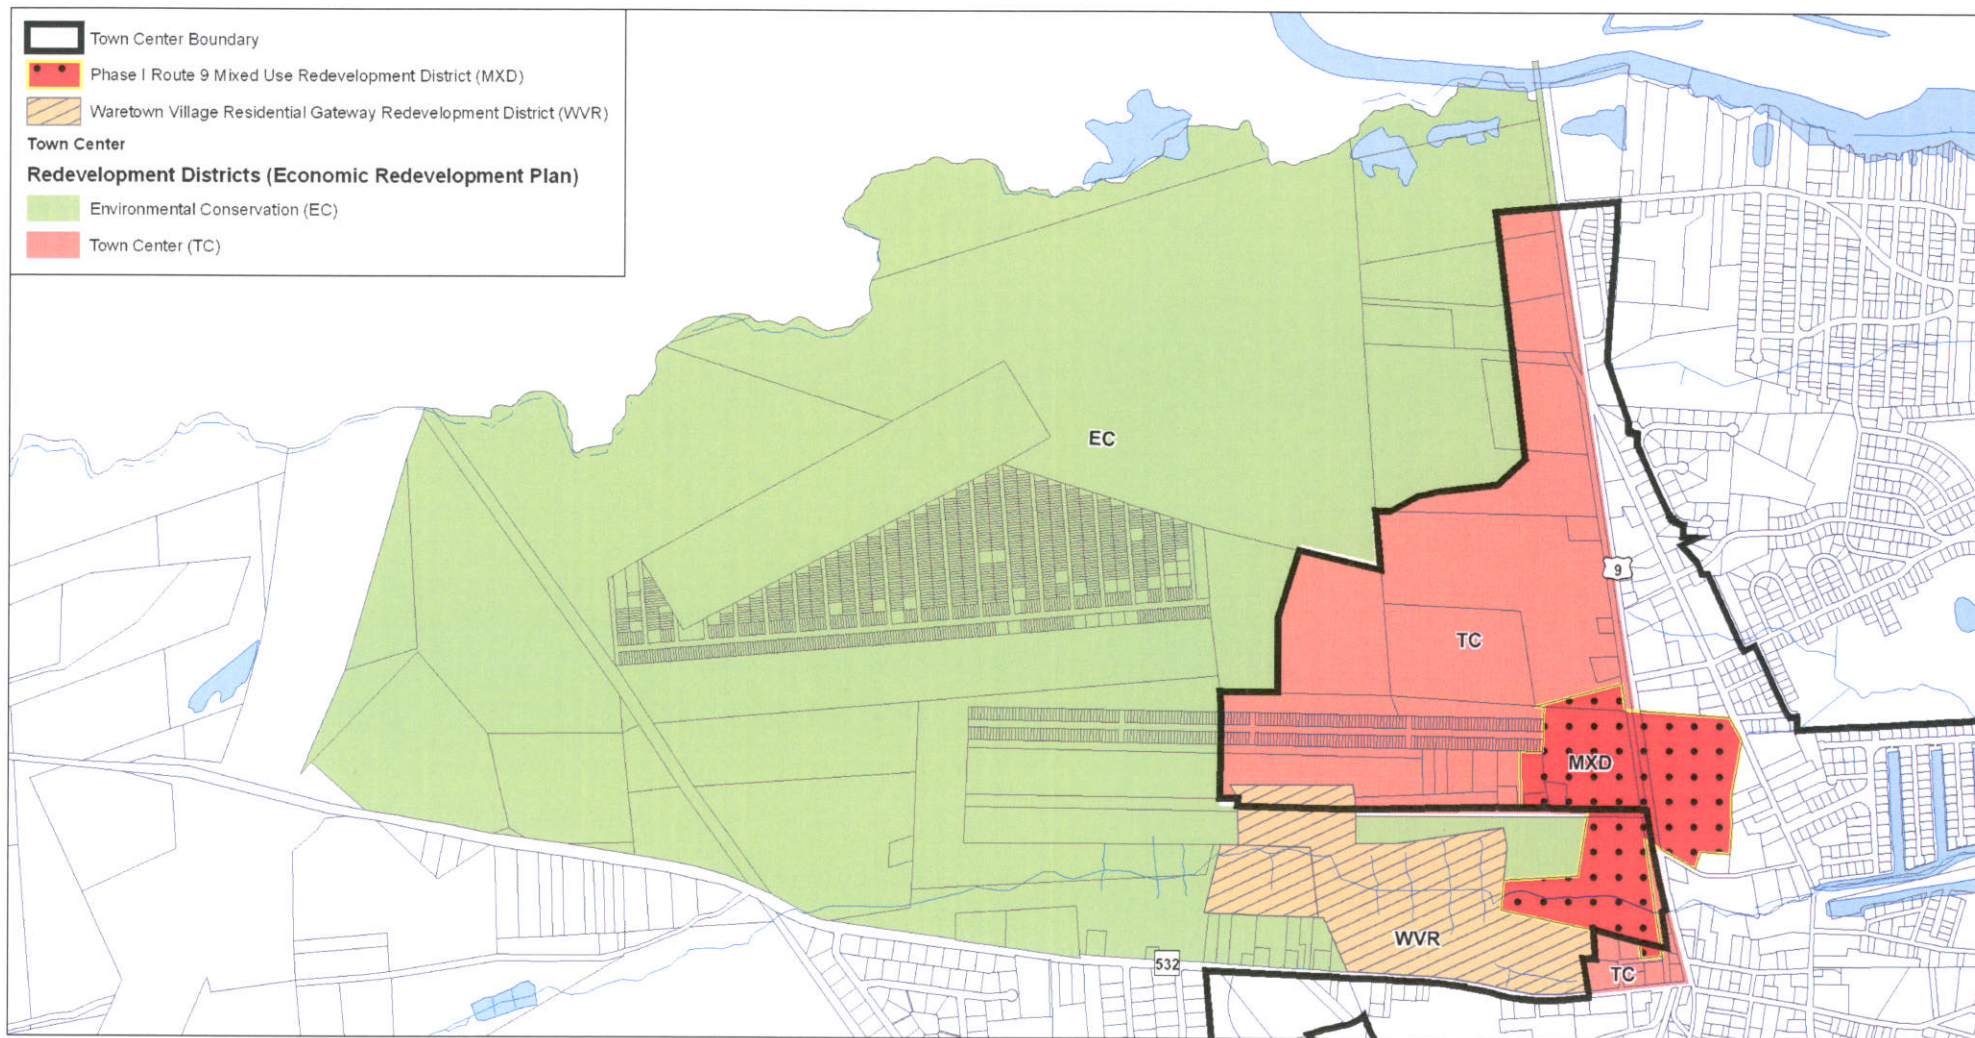 Town Center Boundary
Phase I Route 9 Mixed Use Redevelopment District (MXD)
Waretown Village Residential Gateway Redevelopment District (WVR)
Town Center
Redevelopment Districts (Economic Redevelopment Plan)
Environmental Conservation (EC)
Town Center (TC)
EC
9
TC
MXD
WVR
532
TC